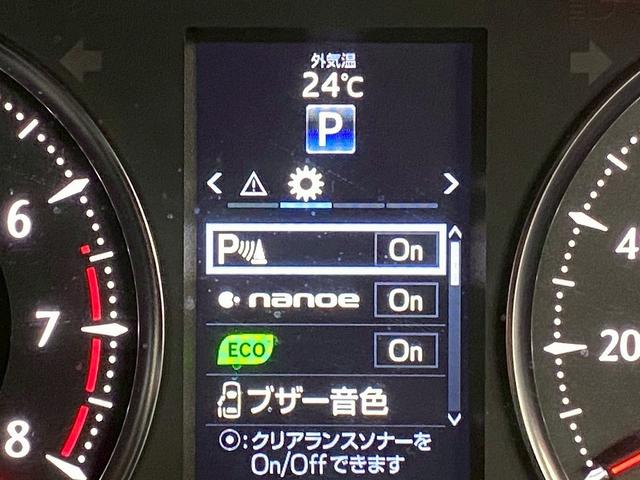 外気温
24℃
P
P On
nanoe On
ECO On
ブザー音色
⦿:クリアランスソナーを
On/Offできます
6
7
8
4
20